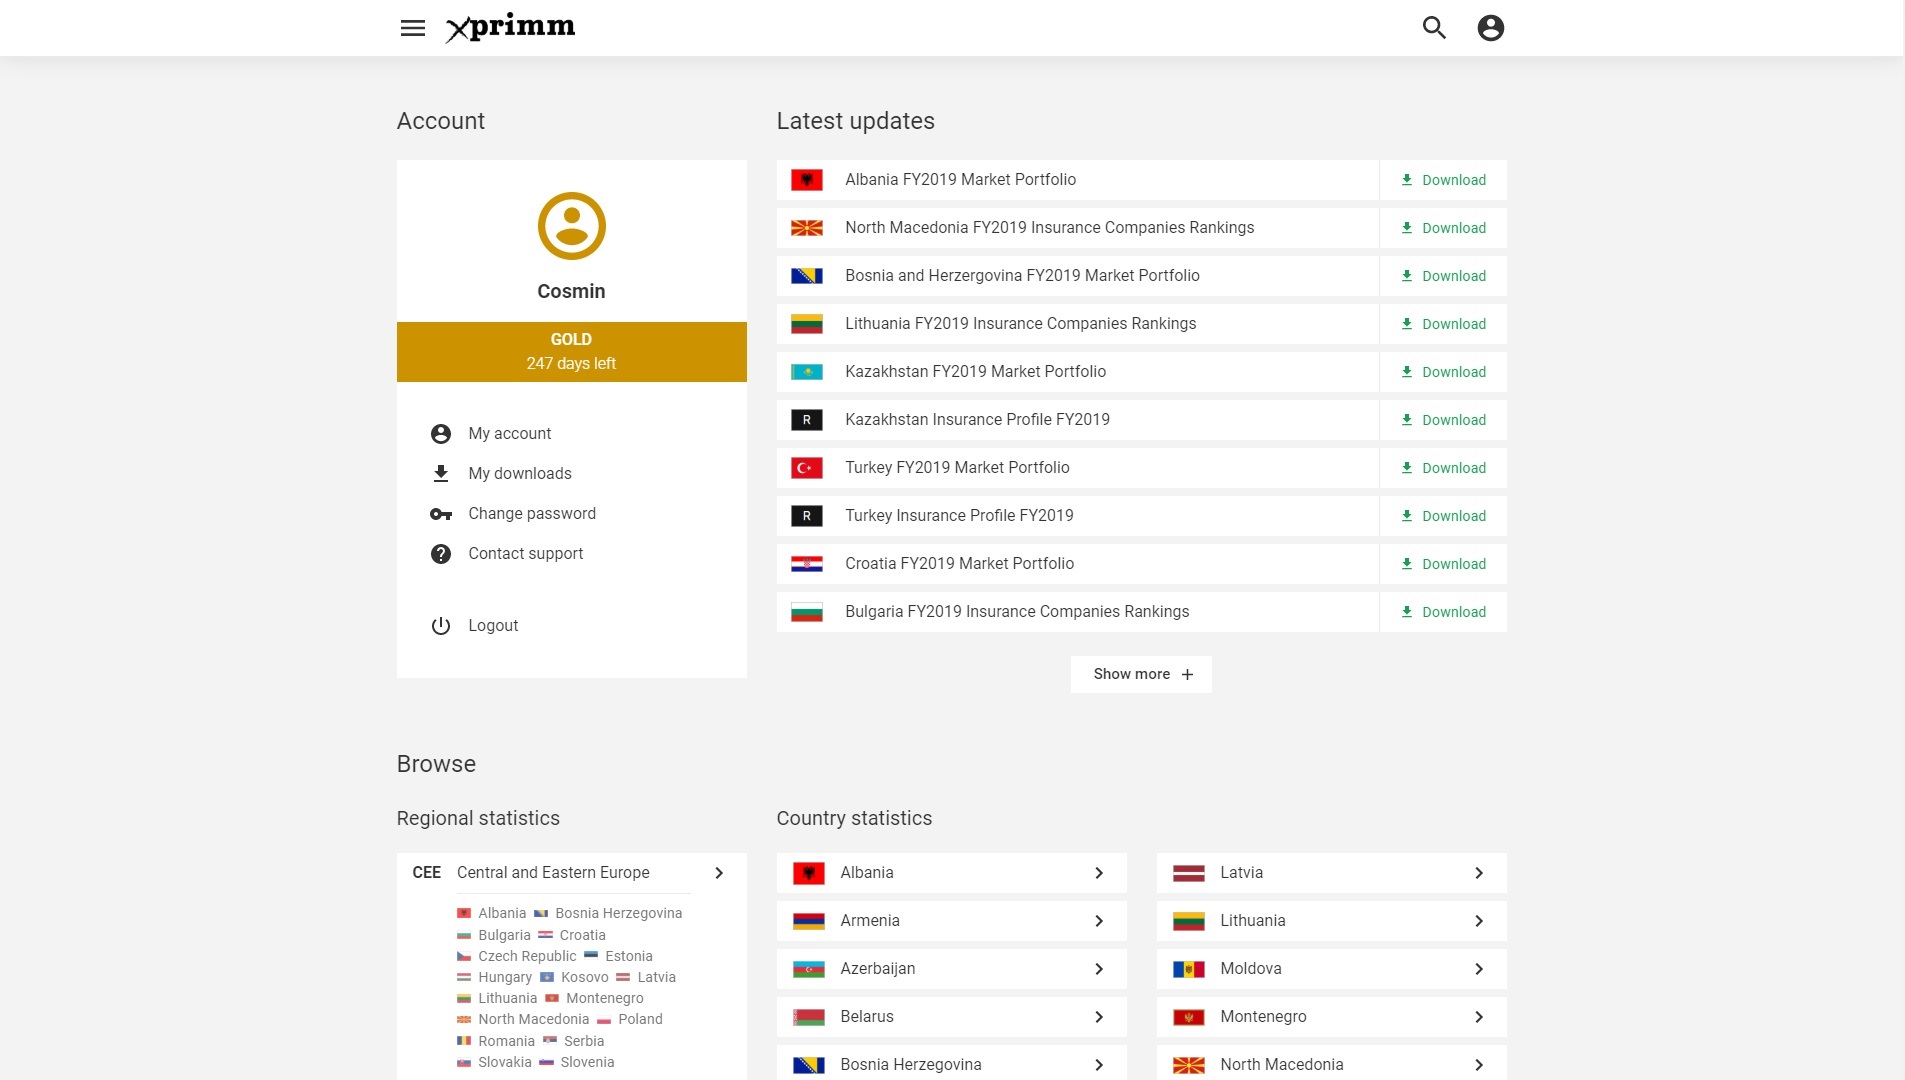 xprimm
Account
Cosmin
GOLD
247 days left
My account
My downloads
Change password
Contact support
Logout
Latest updates
Albania FY2019 Market Portfolio Download
North Macedonia FY2019 Insurance Companies Rankings Download
Bosnia and Herzergovina FY2019 Market Portfolio Download
Lithuania FY2019 Insurance Companies Rankings Download
Kazakhstan FY2019 Market Portfolio Download
R Kazakhstan Insurance Profile FY2019 Download
Turkey FY2019 Market Portfolio Download
R Turkey Insurance Profile FY2019 Download
Croatia FY2019 Market Portfolio Download
Bulgaria FY2019 Insurance Companies Rankings Download
Show more +
Browse
Regional statistics
CEE Central and Eastern Europe
Albania Bosnia Herzegovina
Bulgaria Croatia
Czech Republic Estonia
Hungary Kosovo Latvia
Lithuania Montenegro
North Macedonia Poland
Romania Serbia
Slovakia Slovenia
Country statistics
Albania
Armenia
Azerbaijan
Belarus
Bosnia Herzegovina
Latvia
Lithuania
Moldova
Montenegro
North Macedonia